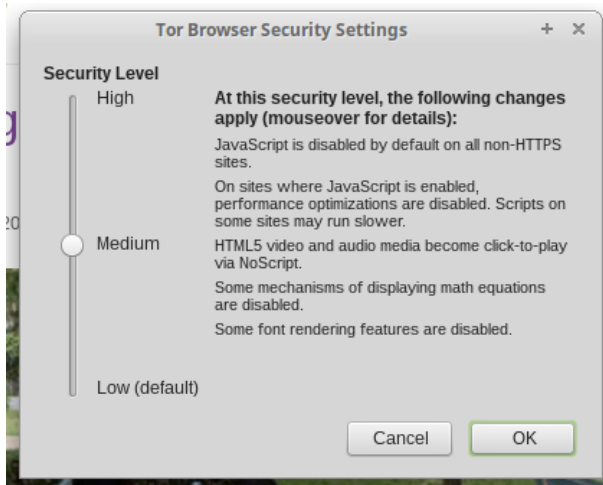 Tor Browser Security Settings
Security Level
High
At this security level, the following changes
apply (mouseover for details):
JavaScript is disabled by default on all non-HTTPS
sites.
On sites where JavaScript is enabled,
performance optimizations are disabled. Scripts on
some sites may run slower.
Medium
HTML5 video and audio media become click-to-play
via NoScript.
Some mechanisms of displaying math equations
are disabled.
Some font rendering features are disabled.
Low (default)
Cancel
OK